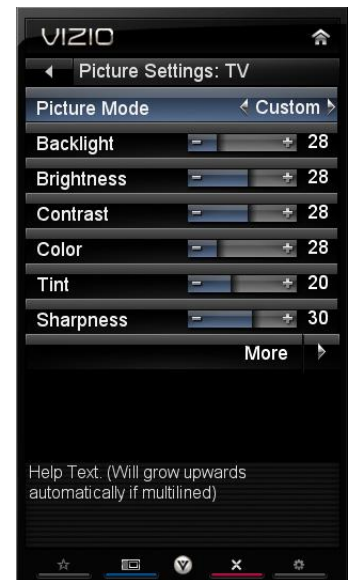 VIZIO
Picture Settings: TV
Picture Mode Custom
Backlight - + 28
Brightness - + 28
Contrast - + 28
Color - + 28
Tint - + 20
Sharpness - + 30
More
Help Text. (Will grow upwards
automatically if multilined)
V